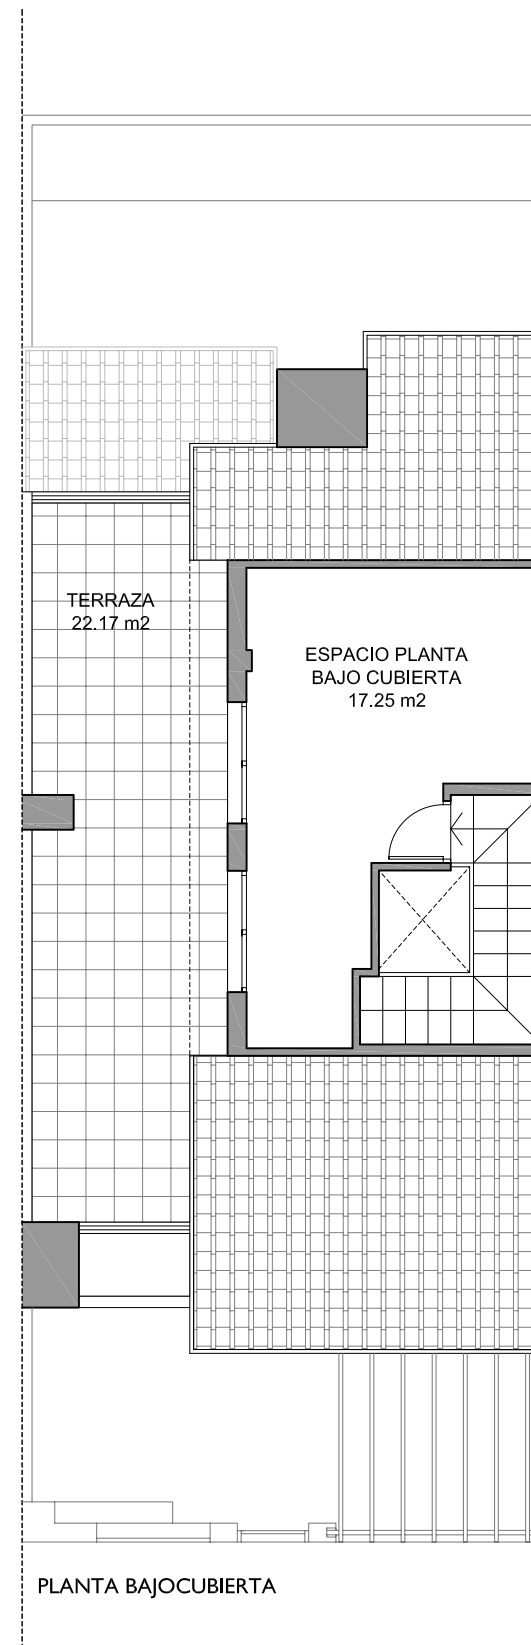 TERRAZA
22.17 m2
ESPACIO PLANTA
BAJO CUBIERTA
17.25 m2
PLANTA BAJOCUBIERTA